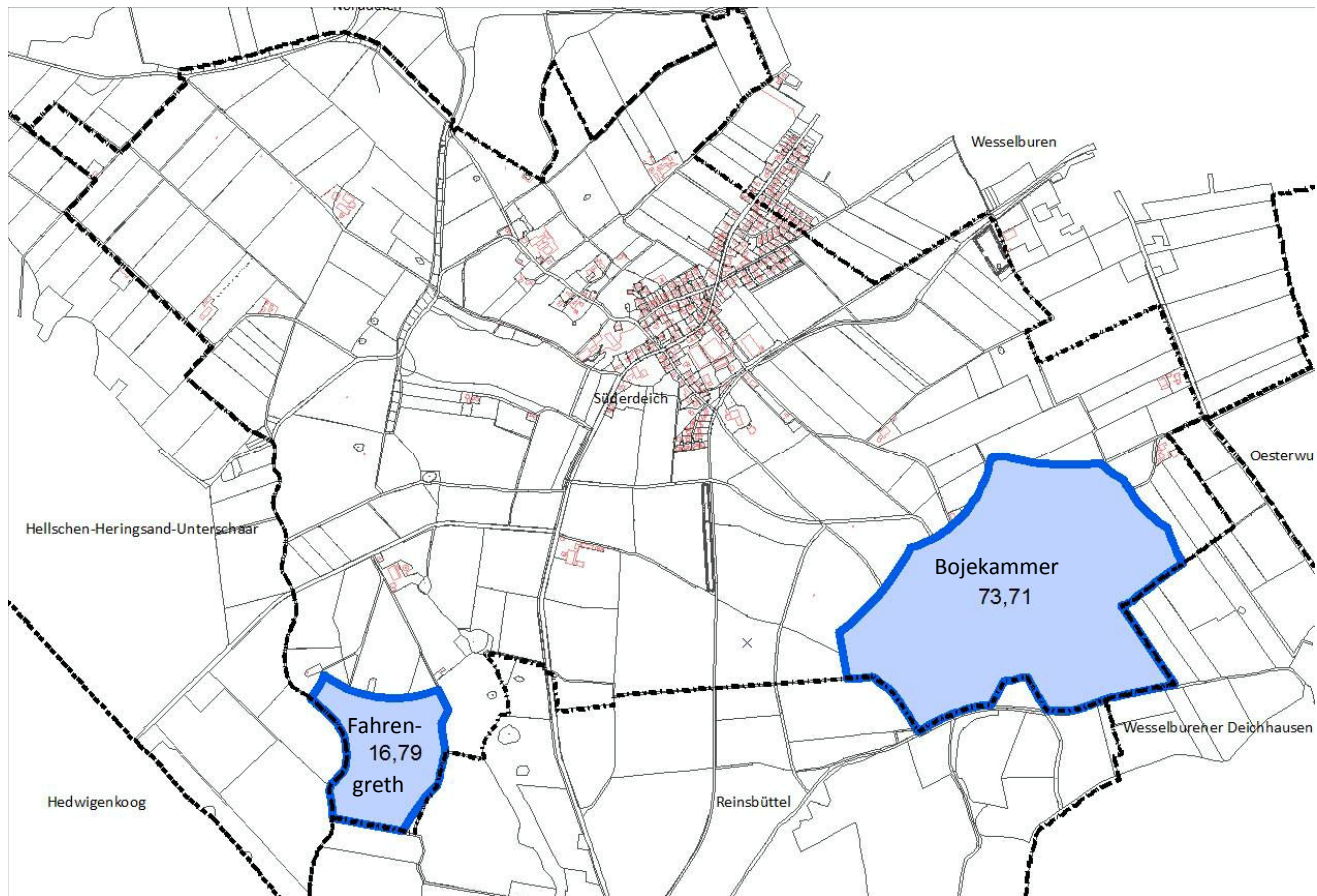 Wesselburen
Süderdeich
Oesterwu
Hellschen-Heringsand-Unterschaar
Bojekammer
73,71
Fahren-
16,79
greth
Wesselburener Deichhausen
Hedwigenkoog
Reinsbüttel